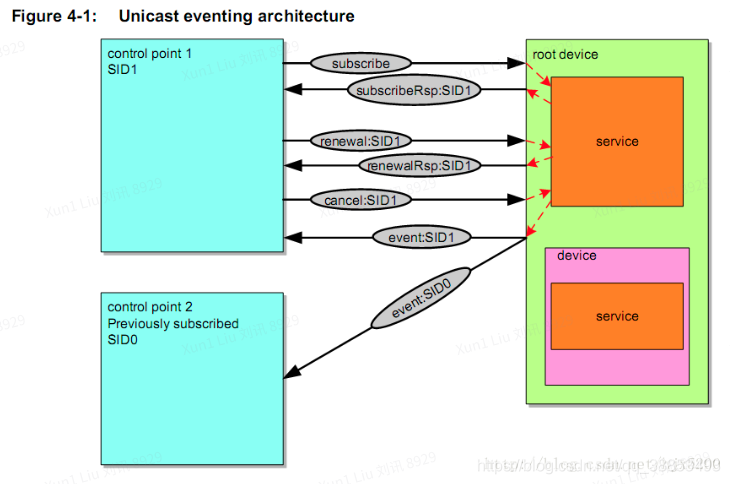 Figure 4-1: Unicast eventing architecture
control point 1
SID1
subscribe
subscribeRsp:SID1
renewal:SID1
renewalRsp:SID1
cancel:SID1
event:SID1
root device
service
device
service
control point 2
Previously subscribed
SID0
event:SID0